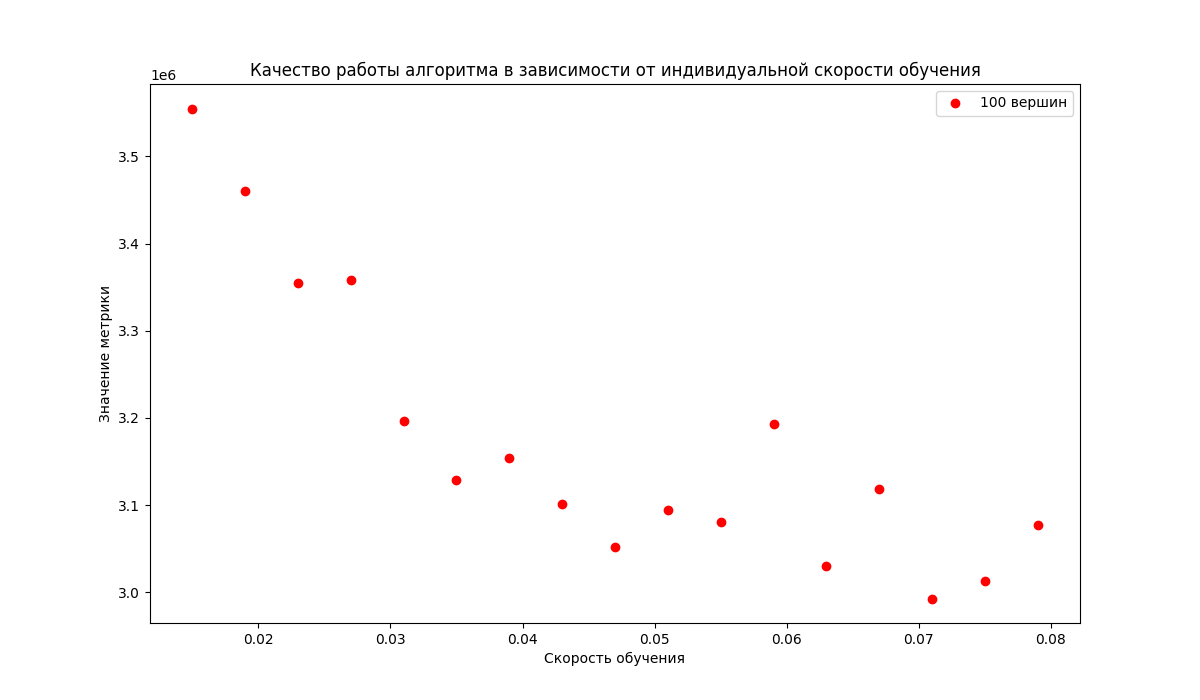 Качество работы алгоритма в зависимости от индивидуальной скорости обучения
1e6
100 вершин
3.5
3.4
3.3
3.2
3.1
3.0
Значение метрики
0.02 0.03 0.04 0.05 0.06 0.07 0.08
Скорость обучения